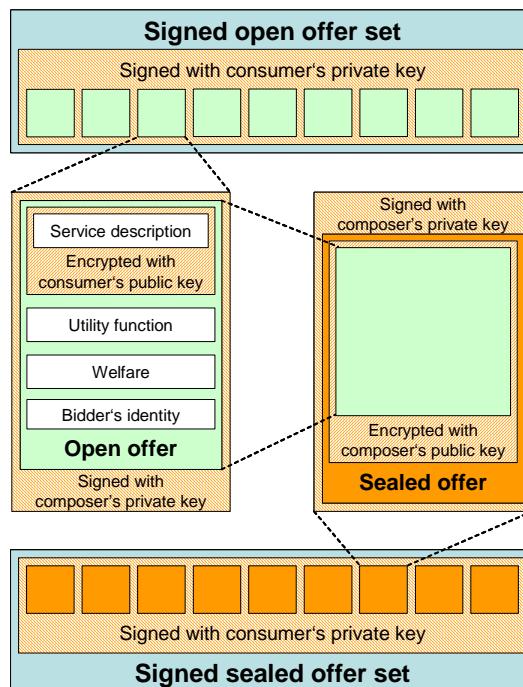 Signed open offer set
Signed with consumer‘s private key
Service description
Encrypted with
consumer‘s public key
Utility function
Welfare
Bidder‘s identity
Open offer
Signed with
composer‘s private key
Signed with
composer‘s private key
Encrypted with
composer‘s public key
Sealed offer
Signed with consumer‘s private key
Signed sealed offer set